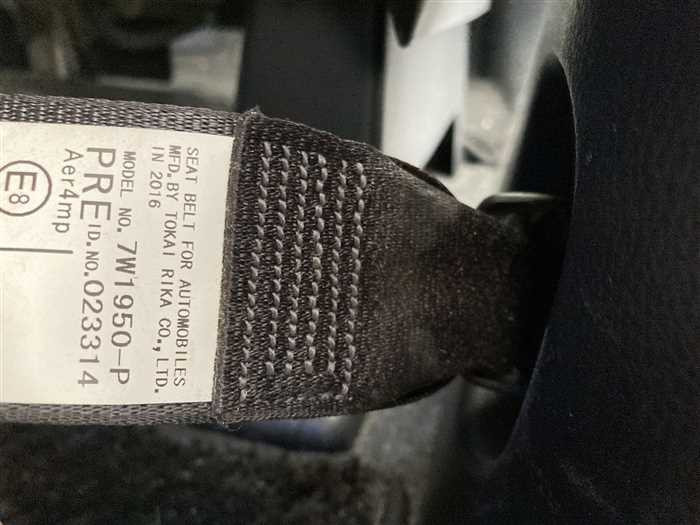 SEAT BELT FOR AUTOMOBILES
MFD. BY TOKAI RIKA CO., LTD.
IN 2016
MODEL NO. 7W1950-P
PRE ID.NO.023314
Aer4mp
E8